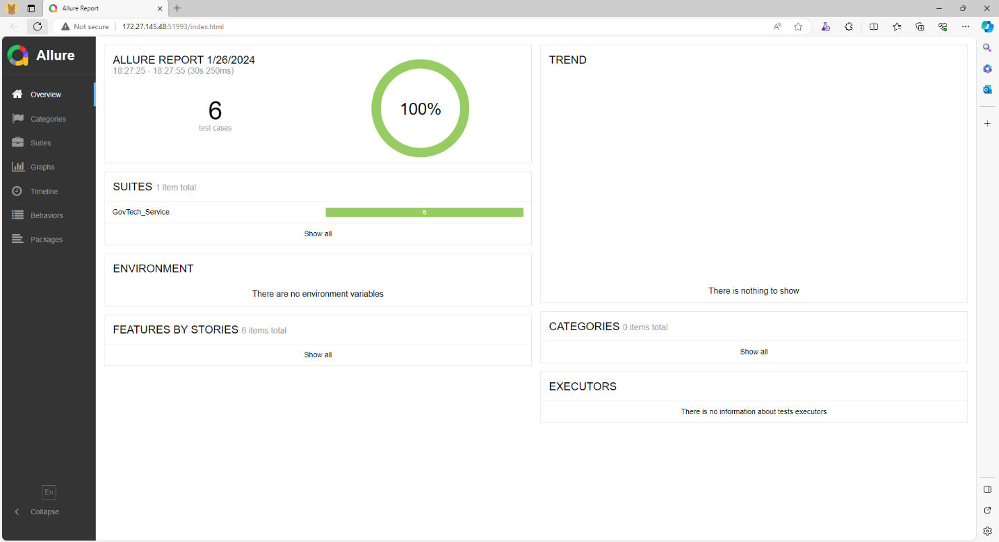 Allure Report
Not secure
172.27.145.48:51993/index.html
Allure
Overview
Categories
Suites
Graphs
Timeline
Behaviors
Packages
En
Collapse
ALLURE REPORT 1/26/2024
18:27:25 - 18:27:55 (30s 250ms)
6
test cases
100%
SUITES 1 item total
GovTech_Service
6
Show all
ENVIRONMENT
There are no environment variables
FEATURES BY STORIES 6 items total
Show all
TREND
There is nothing to show
CATEGORIES 0 items total
Show all
EXECUTORS
There is no information about tests executors